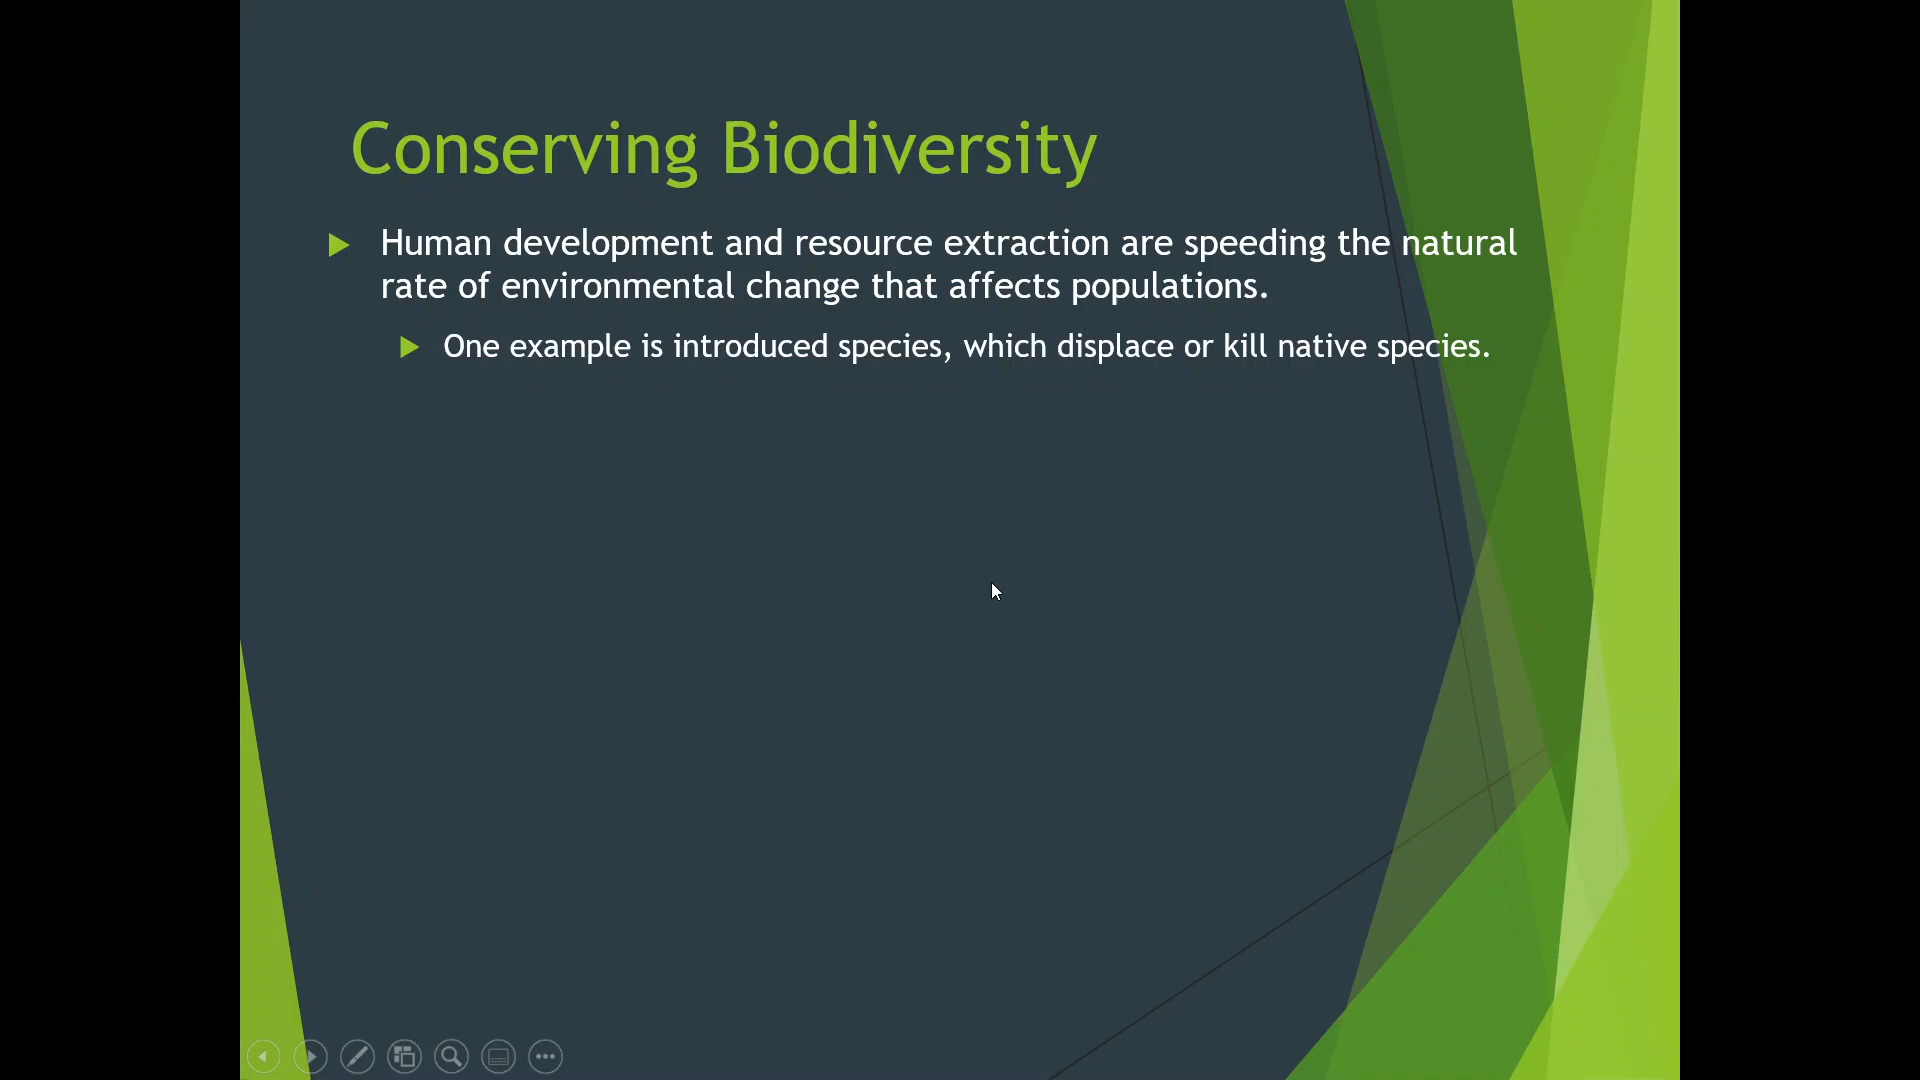 Conserving Biodiversity
Human development and resource extraction are speeding the natural
rate of environmental change that affects populations.
One example is introduced species, which displace or kill native species.